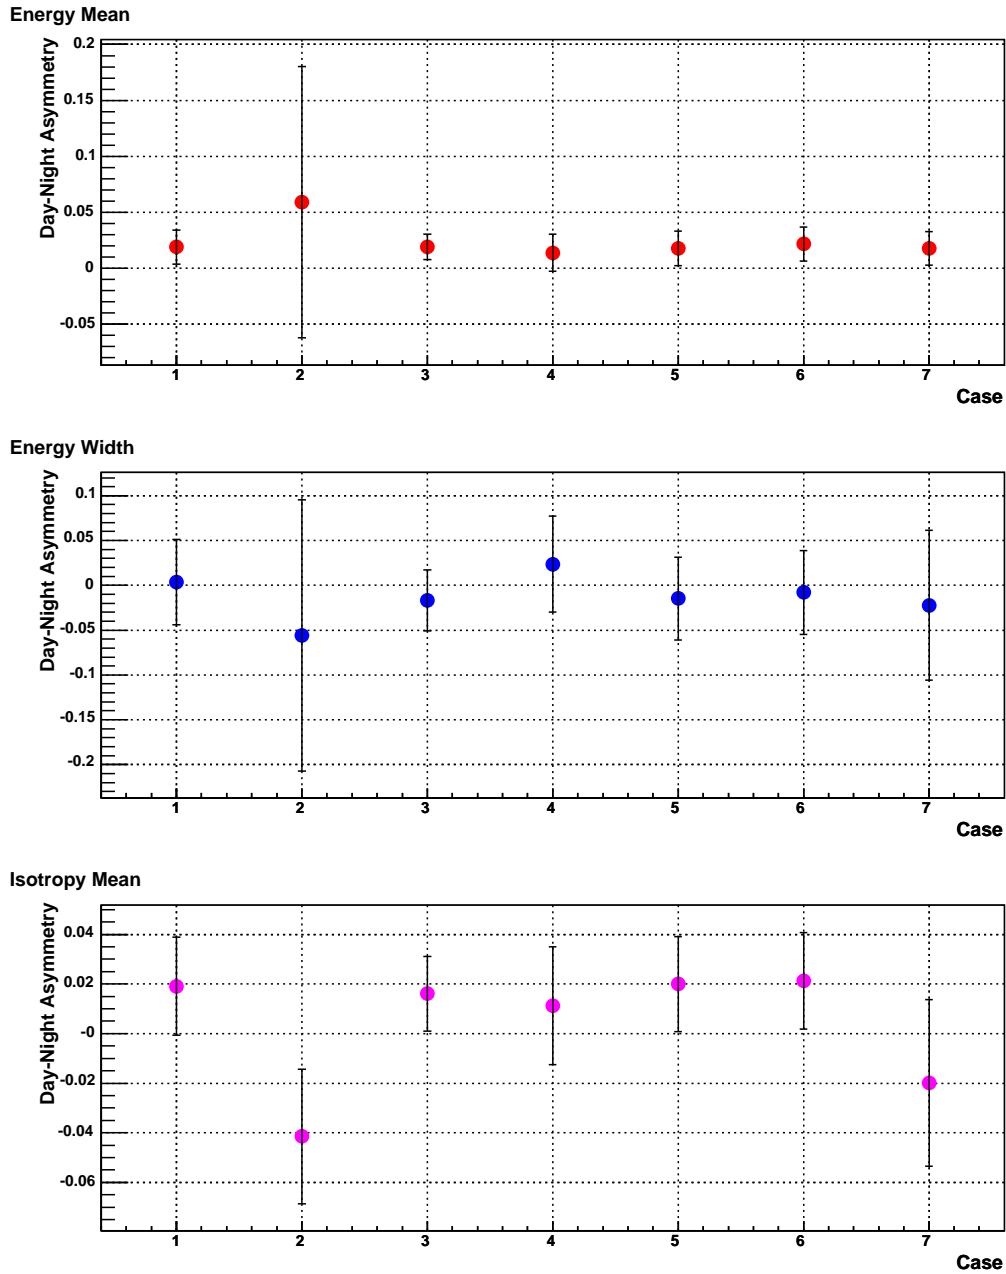 Energy Mean
Day-Night Asymmetry
0.2
0.15
0.1
0.05
0
-0.05
1 2 3 4 5 6 7
Case
Energy Width
Day-Night Asymmetry
0.1
0.05
0
-0.05
-0.1
-0.15
-0.2
1 2 3 4 5 6 7
Case
Isotropy Mean
Day-Night Asymmetry
0.04
0.02
-0
-0.02
-0.04
-0.06
1 2 3 4 5 6 7
Case